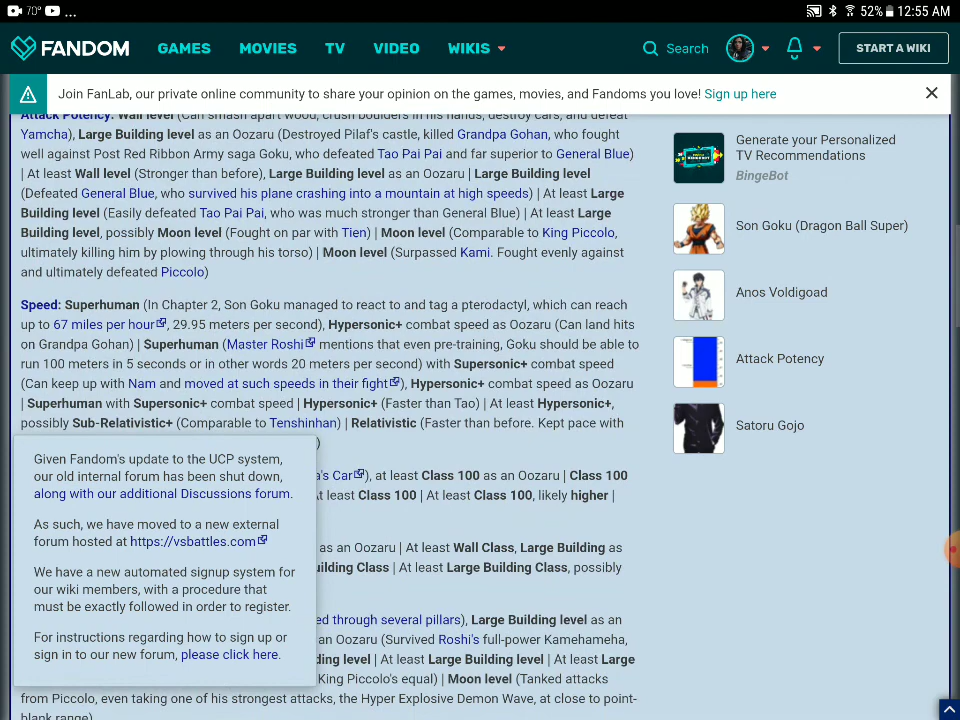 70° ...
52% 12:55 AM
FANDOM GAMES MOVIES TV VIDEO WIKIS Search START A WIKI
Join FanLab, our private online community to share your opinion on the games, movies, and Fandoms you love! Sign up here
Attack Potency: Wall level (Can smash apart wood, crush boulders in his hands, destroy cars, and defeat
Yamcha), Large Building level as an Oozaru (Destroyed Pilaf's castle, killed Grandpa Gohan, who fought
well against Post Red Ribbon Army saga Goku, who defeated Tao Pai Pai and far superior to General Blue)
| At least Wall level (Stronger than before), Large Building level as an Oozaru | Large Building level
(Defeated General Blue, who survived his plane crashing into a mountain at high speeds) | At least Large
Building level (Easily defeated Tao Pai Pai, who was much stronger than General Blue) | At least Large
Building level, possibly Moon level (Fought on par with Tien) | Moon level (Comparable to King Piccolo,
ultimately killing him by plowing through his torso) | Moon level (Surpassed Kami. Fought evenly against
and ultimately defeated Piccolo)
Speed: Superhuman (In Chapter 2, Son Goku managed to react to and tag a pterodactyl, which can reach
up to 67 miles per hour, 29.95 meters per second), Hypersonic+ combat speed as Oozaru (Can land hits
on Grandpa Gohan) | Superhuman (Master Roshi mentions that even pre-training, Goku should be able to
run 100 meters in 5 seconds or in other words 20 meters per second) with Supersonic+ combat speed
(Can keep up with Nam and moved at such speeds in their fight), Hypersonic+ combat speed as Oozaru
| Superhuman with Supersonic+ combat speed | Hypersonic+ (Faster than Tao) | At least Hypersonic+,
possibly Sub-Relativistic+ (Comparable to Tenshinhan) | Relativistic (Faster than before. Kept pace with
)
a's Car), at least Class 100 as an Oozaru | Class 100
At least Class 100 | At least Class 100, likely higher |
as an Oozaru | At least Wall Class, Large Building as
uilding Class | At least Large Building Class, possibly
ed through several pillars), Large Building level as an
an Oozaru (Survived Roshi's full-power Kamehameha,
ding level | At least Large Building level | At least Large
King Piccolo's equal) | Moon level (Tanked attacks
from Piccolo, even taking one of his strongest attacks, the Hyper Explosive Demon Wave, at close to point-
blank range)
Given Fandom's update to the UCP system,
our old internal forum has been shut down,
along with our additional Discussions forum.
As such, we have moved to a new external
forum hosted at https://vsbattles.com
We have a new automated signup system for
our wiki members, with a procedure that
must be exactly followed in order to register.
For instructions regarding how to sign up or
sign in to our new forum, please click here.
Generate your Personalized
TV Recommendations
BingeBot
Son Goku (Dragon Ball Super)
Anos Voldigoad
Attack Potency
Satoru Gojo